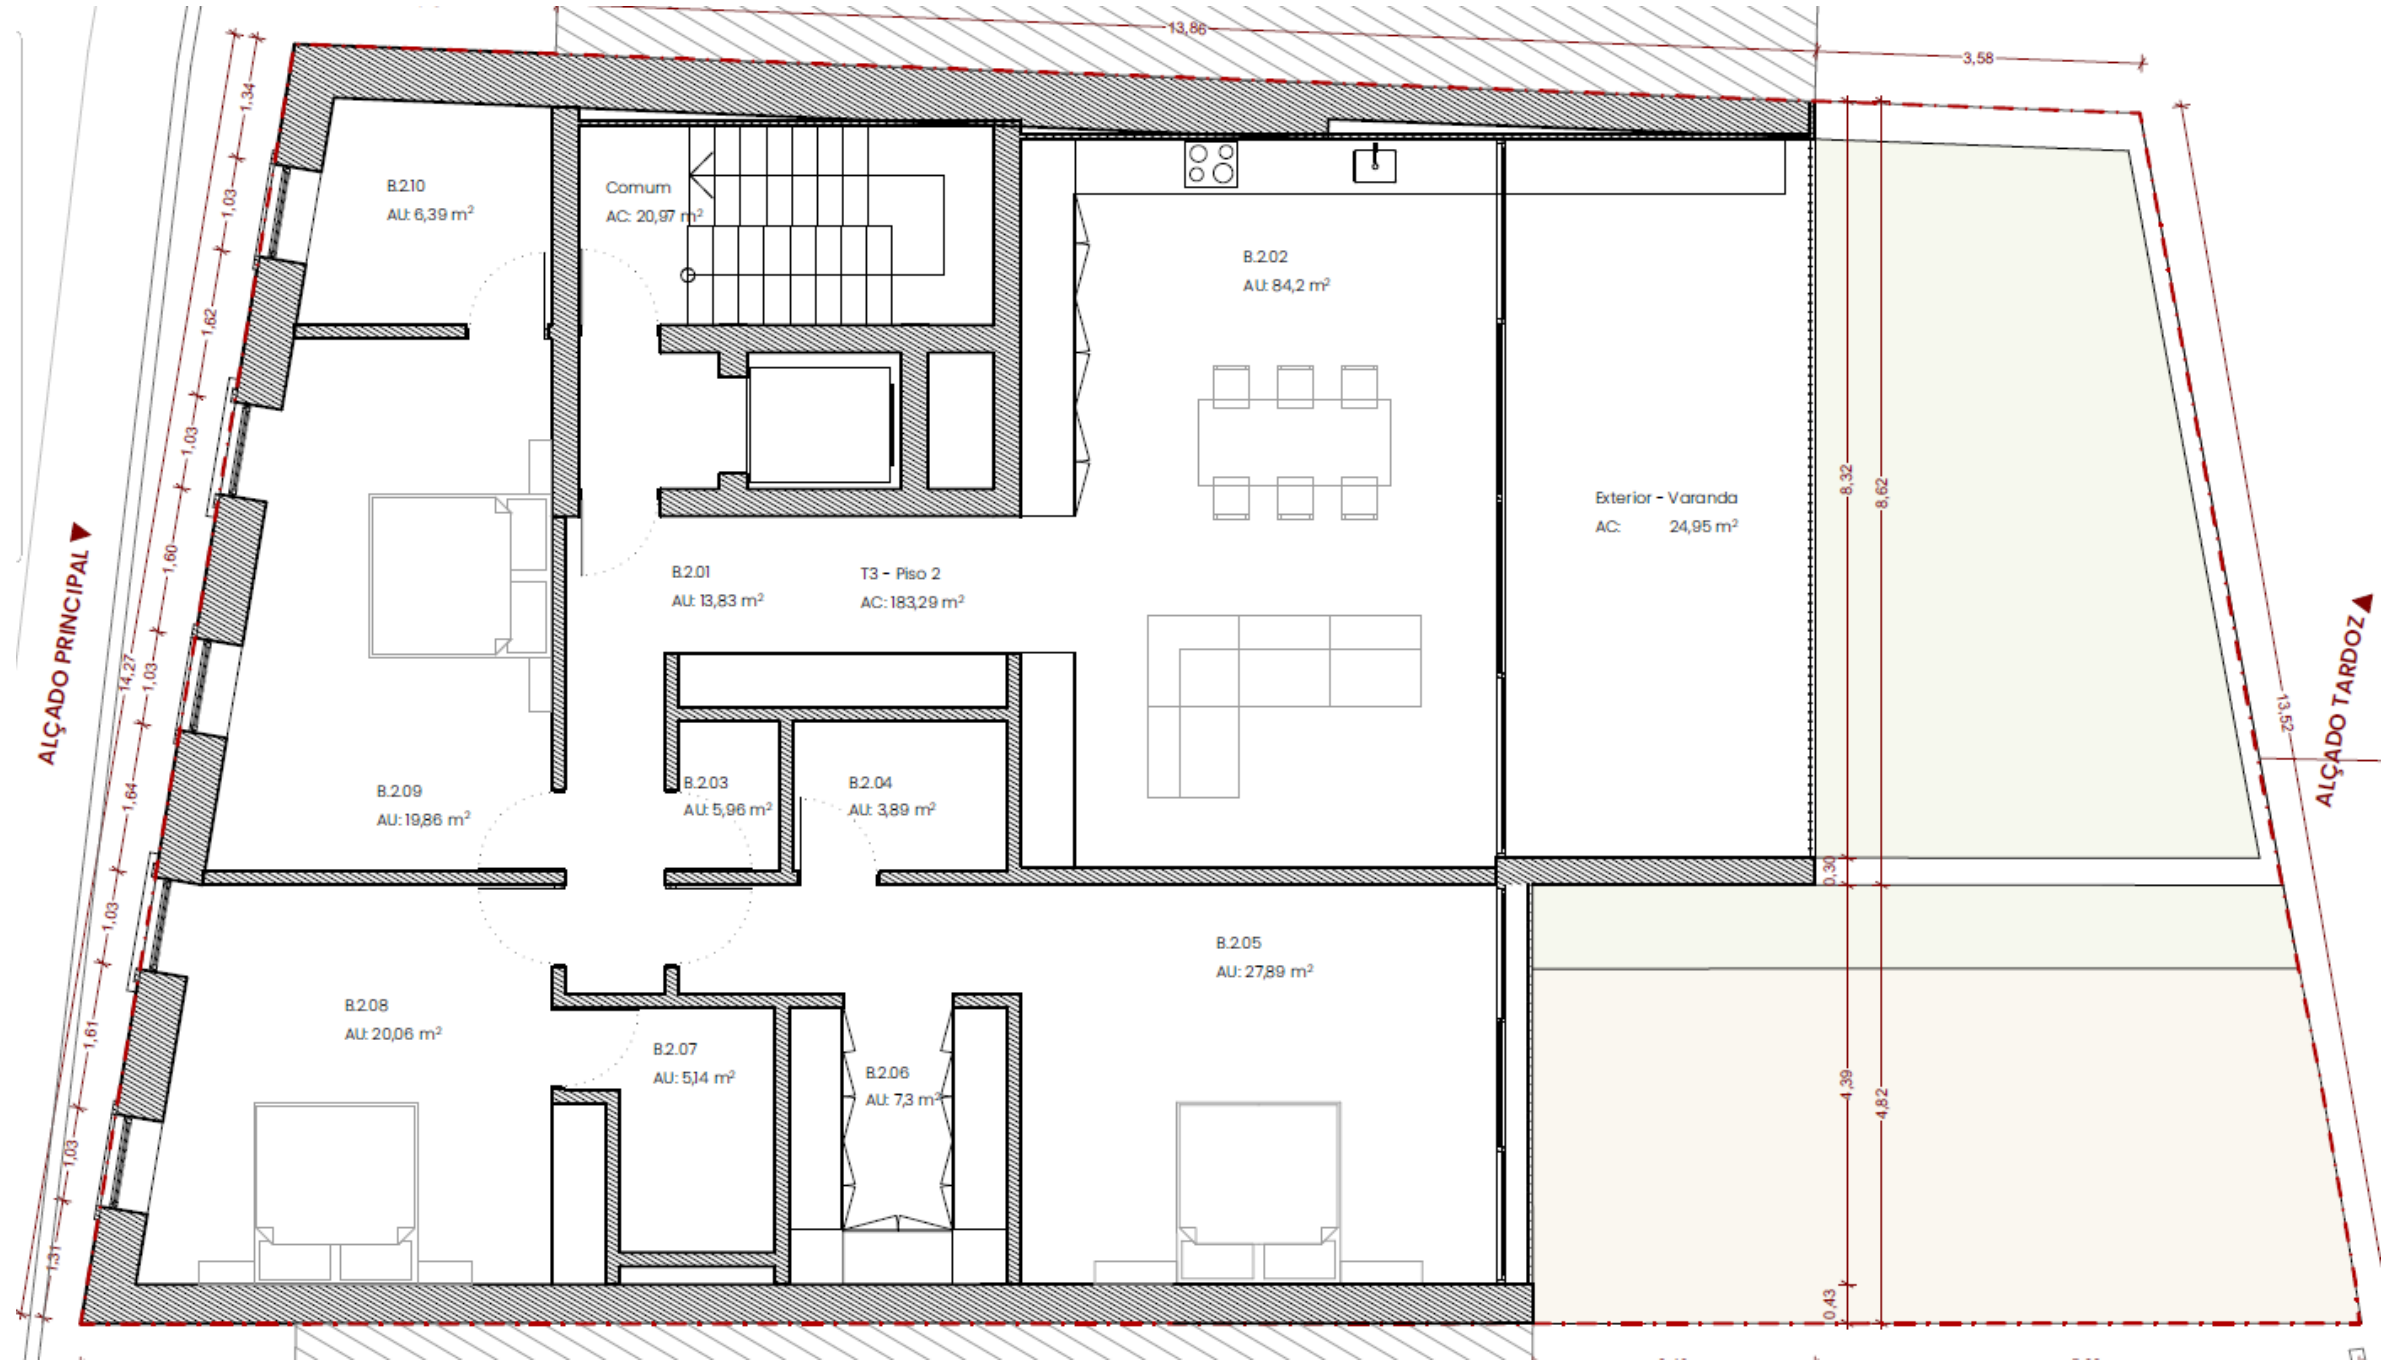 13,86
3,58
1,34
1,03
1,62
1,03
1,60
1,03
1,64
1,03
1,61
1,03
1,31
14,27
ALÇADO PRINCIPAL
B.2.10
AU: 6,39 m²
Comum
AC: 20,97 m²
B.2.02
AU: 84,2 m²
Exterior - Varanda
AC: 24,95 m²
8,32
8,62
B.2.01
AU: 13,83 m²
T3 - Piso 2
AC: 183,29 m²
ALÇADO TARDOZ
13,52
B.2.09
AU: 19,86 m²
B.2.03
AU: 5,96 m²
B.2.04
AU: 3,89 m²
0,30
B.2.05
AU: 27,89 m²
B.2.08
AU: 20,06 m²
B.2.07
AU: 5,14 m²
B.2.06
AU: 7,3 m²
4,39
4,82
0,43